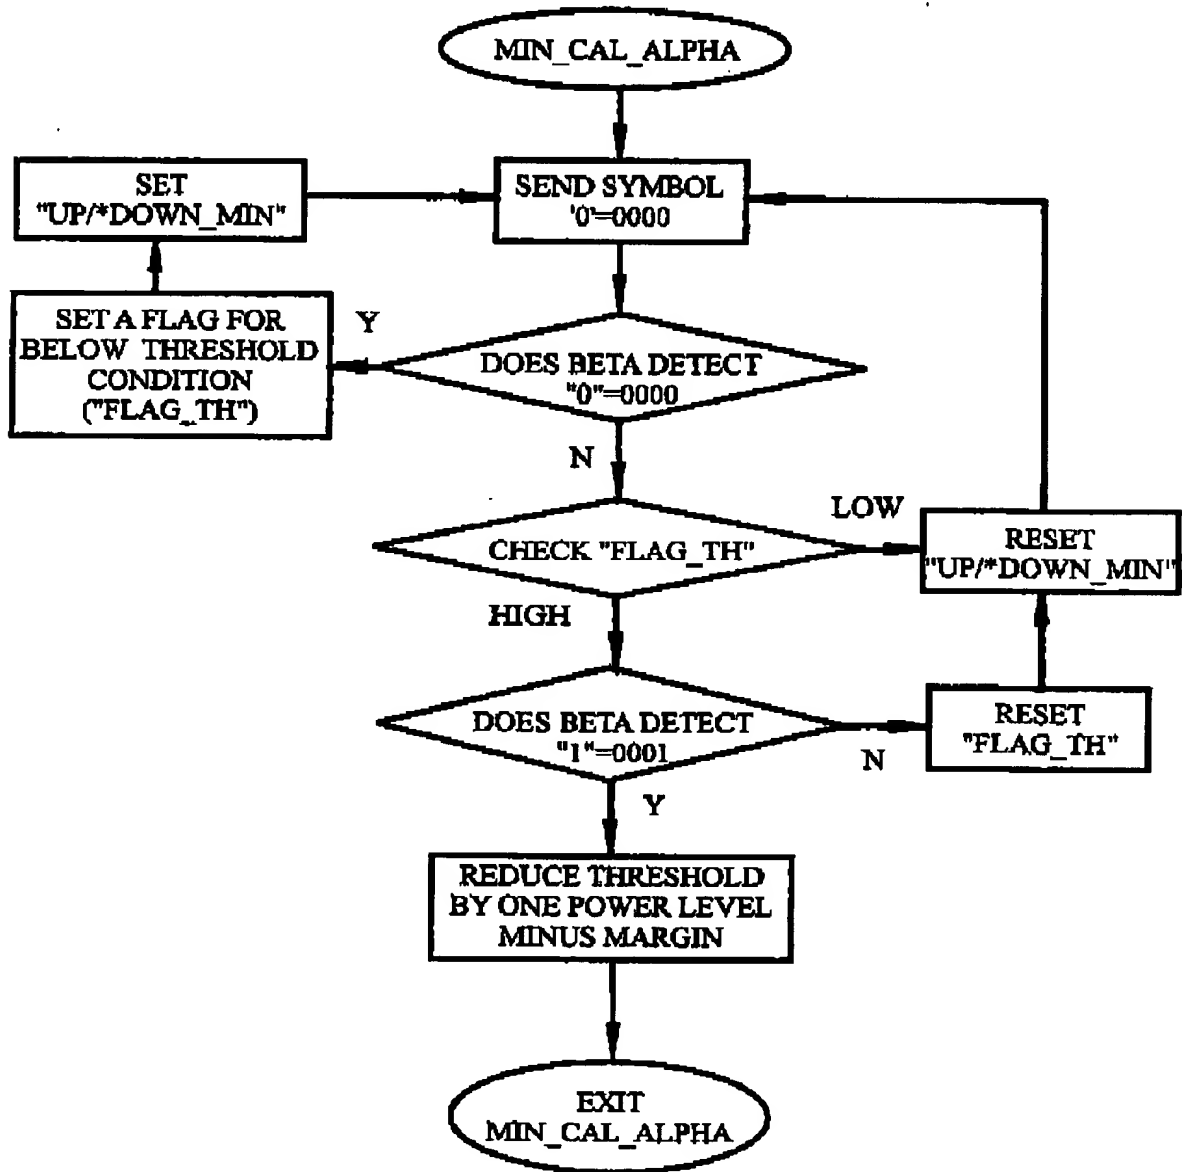 MIN_CAL_ALPHA
SET
"UP/*DOWN_MIN"
SEND SYMBOL
'0'=0000
SET A FLAG FOR
BELOW THRESHOLD
CONDITION
("FLAG_TH")
Y
DOES BETA DETECT
"0"=0000
N
CHECK "FLAG_TH"
LOW
RESET
"UP/*DOWN_MIN"
HIGH
DOES BETA DETECT
"1"=0001
N
RESET
"FLAG_TH"
Y
REDUCE THRESHOLD
BY ONE POWER LEVEL
MINUS MARGIN
EXIT
MIN_CAL_ALPHA